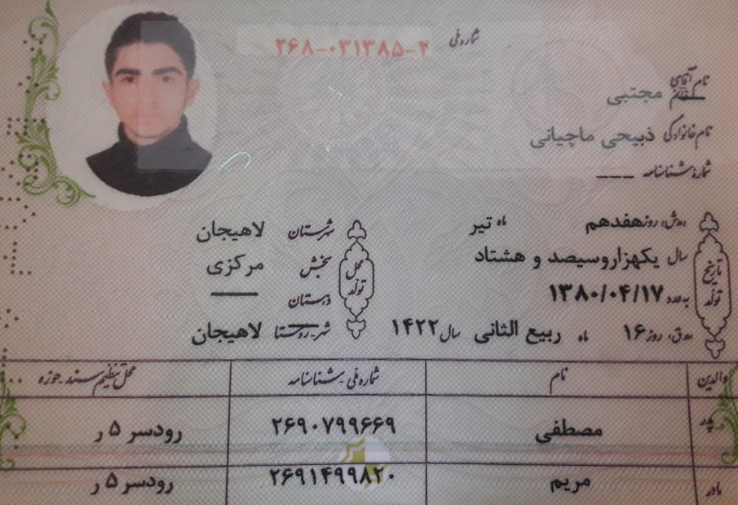 شماره ملی ۲۶۸-۰۳۱۳۸۵-۲
نام آقای مجتبی
نام خانوادگی ذبیحی ماچیانی
شماره شناسنامه ---
تاریخ تولد
روز هفدهم ماه تیر
سال یکهزاروسیصد و هشتاد
به عدد ۱۳۸۰/۰۴/۱۷
روز ۱۶ ماه ربیع الثانی سال ۱۴۲۲
محل تولد
شهرستان لاهیجان
بخش مرکزی
دهستان
شهر-روستا لاهیجان
والدین نام شماره ملی-شناسنامه محل تنظیم سند-حوزه
پدر مصطفی ۲۶۹۰۷۹۹۶۶۹ رودسر ۵ ر
مادر مریم ۲۶۹۱۴۹۹۸۲۰ رودسر ۵ ر